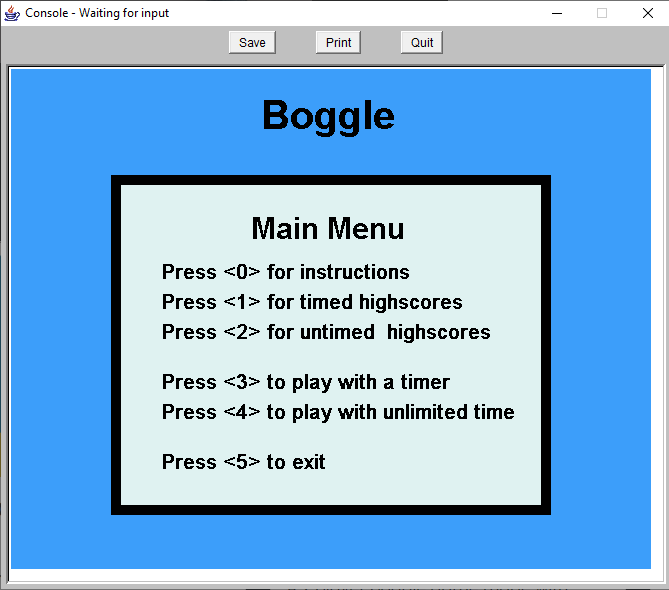 Console - Waiting for input
Save Print Quit
Boggle
Main Menu
Press <0> for instructions
Press <1> for timed highscores
Press <2> for untimed  highscores
Press <3> to play with a timer
Press <4> to play with unlimited time
Press <5> to exit